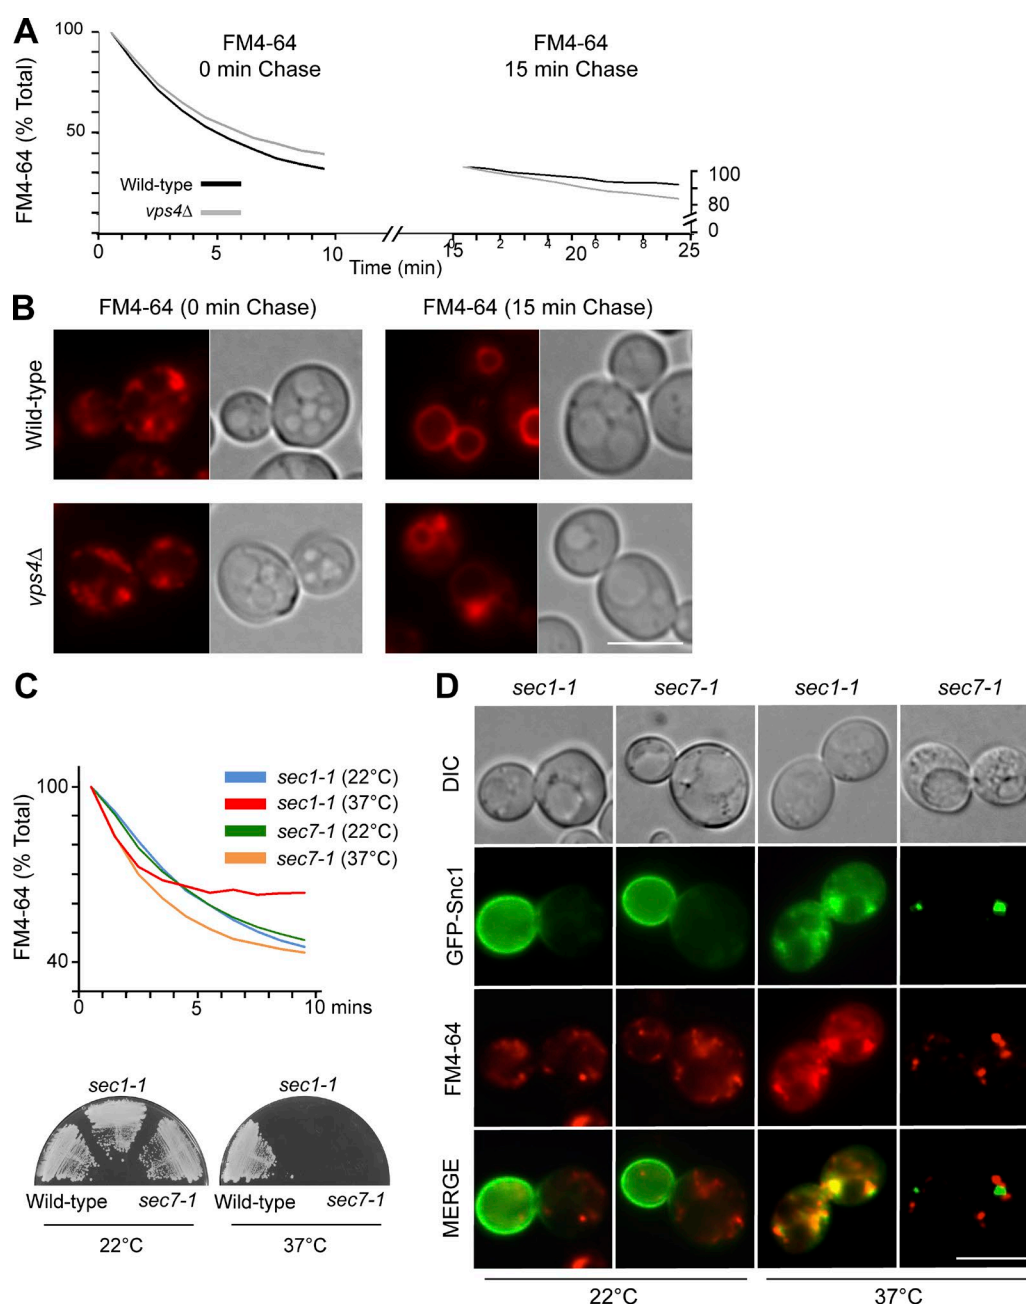 A
FM4-64
0 min Chase
FM4-64
15 min Chase
FM4-64 (% Total)
100
50
Wild-type
vps4Δ
100
80
0
0
5
10
15
20
25
0
2
4
6
8
Time (min)
B
FM4-64 (0 min Chase)
FM4-64 (15 min Chase)
Wild-type
vps4Δ
C
FM4-64 (% Total)
100
40
sec1-1 (22°C)
sec1-1 (37°C)
sec7-1 (22°C)
sec7-1 (37°C)
0
5
10 mins
sec1-1
sec1-1
Wild-type
sec7-1
Wild-type
sec7-1
22°C
37°C
D
sec1-1
sec7-1
sec1-1
sec7-1
DIC
GFP-Snc1
FM4-64
MERGE
22°C
37°C